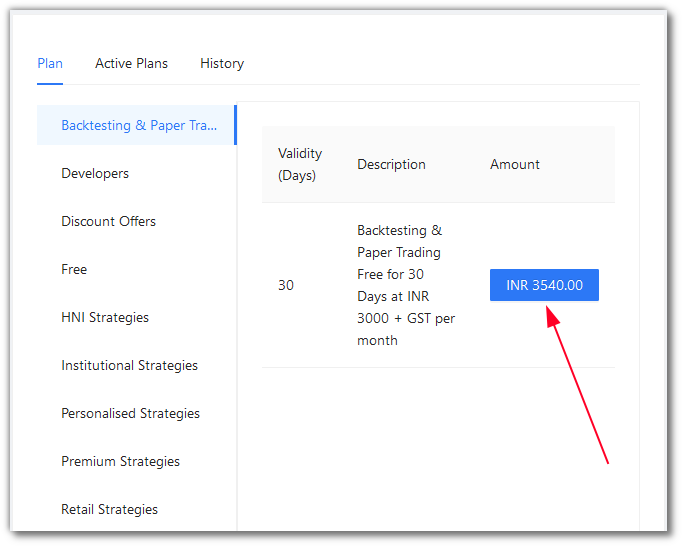 Plan Active Plans History
Backtesting & Paper Tra...
Developers
Discount Offers
Free
HNI Strategies
Institutional Strategies
Personalised Strategies
Premium Strategies
Retail Strategies
Validity
(Days)
Description
Amount
30
Backtesting &
Paper Trading
Free for 30
Days at INR
3000 + GST per
month
INR 3540.00